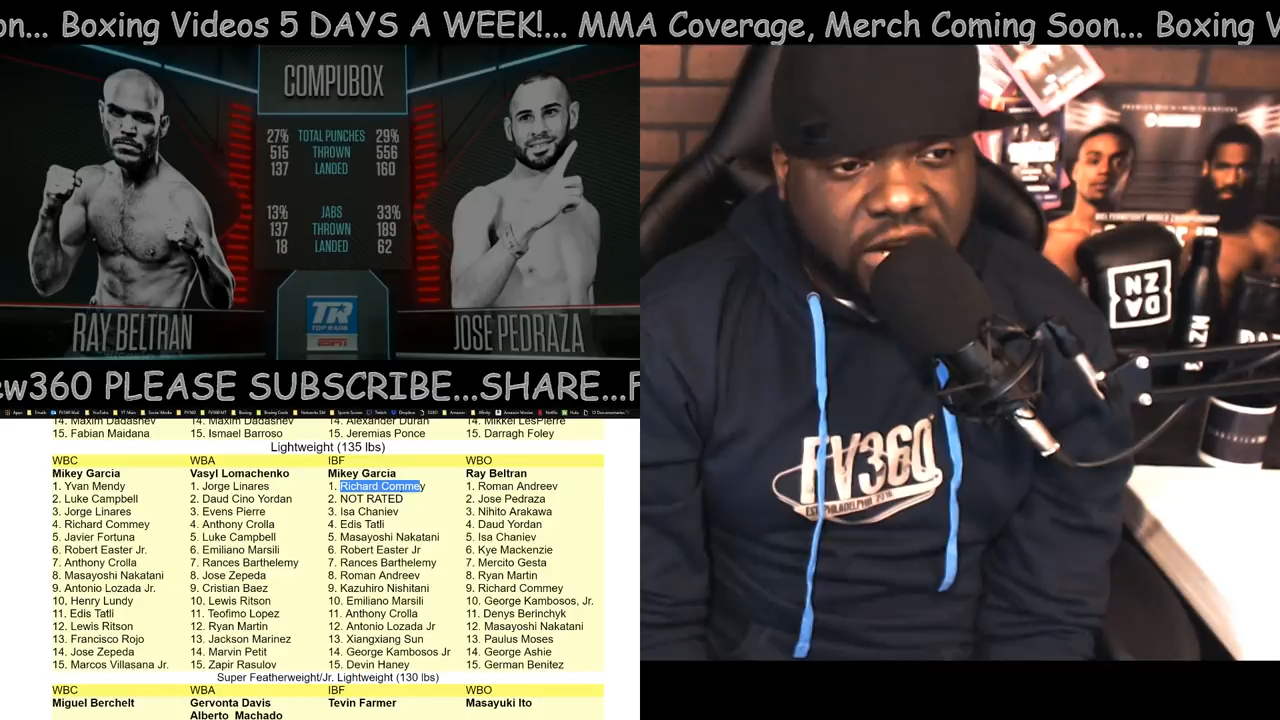 on... Boxing Videos 5 DAYS A WEEK!... MMA Coverage, Merch Coming Soon... Boxing V
COMPUBOX
27% TOTAL PUNCHES 29%
515 THROWN 556
137 LANDED 160
13% JABS 33%
137 THROWN 189
18 LANDED 62
TR
TOP RANK
ESPN
RAY BELTRAN
JOSE PEDRAZA
ew360 PLEASE SUBSCRIBE...SHARE...F
14. Maxim Dadashev 14. Maxim Dadashev 14. Alexander Duran 14. Mikkel LesPierre
15. Fabian Maidana 15. Ismael Barroso 15. Jeremias Ponce 15. Darragh Foley
Lightweight (135 lbs)
WBC WBA IBF WBO
Mikey Garcia Vasyl Lomachenko Mikey Garcia Ray Beltran
1. Yvan Mendy 1. Jorge Linares 1. Richard Commey 1. Roman Andreev
2. Luke Campbell 2. Daud Cino Yordan 2. NOT RATED 2. Jose Pedraza
3. Jorge Linares 3. Evens Pierre 3. Isa Chaniev 3. Nihito Arakawa
4. Richard Commey 4. Anthony Crolla 4. Edis Tatli 4. Daud Yordan
5. Javier Fortuna 5. Luke Campbell 5. Masayoshi Nakatani 5. Isa Chaniev
6. Robert Easter Jr. 6. Emiliano Marsili 6. Robert Easter Jr 6. Kye Mackenzie
7. Anthony Crolla 7. Rances Barthelemy 7. Rances Barthelemy 7. Mercito Gesta
8. Masayoshi Nakatani 8. Jose Zepeda 8. Roman Andreev 8. Ryan Martin
9. Antonio Lozada Jr. 9. Cristian Baez 9. Kazuhiro Nishitani 9. Richard Commey
10. Henry Lundy 10. Lewis Ritson 10. Emiliano Marsili 10. George Kambosos, Jr.
11. Edis Tatli 11. Teofimo Lopez 11. Anthony Crolla 11. Denys Berinchyk
12. Lewis Ritson 12. Ryan Martin 12. Antonio Lozada Jr 12. Masayoshi Nakatani
13. Francisco Rojo 13. Jackson Marinez 13. Xiangxiang Sun 13. Paulus Moses
14. Jose Zepeda 14. Marvin Petit 14. George Kambosos Jr 14. George Ashie
15. Marcos Villasana Jr. 15. Zapir Rasulov 15. Devin Haney 15. German Benitez
Super Featherweight/Jr. Lightweight (130 lbs)
WBC WBA IBF WBO
Miguel Berchelt Gervonta Davis Tevin Farmer Masayuki Ito
Alberto Machado
FV360
EST. PHILADELPHIA 2016
DAZN